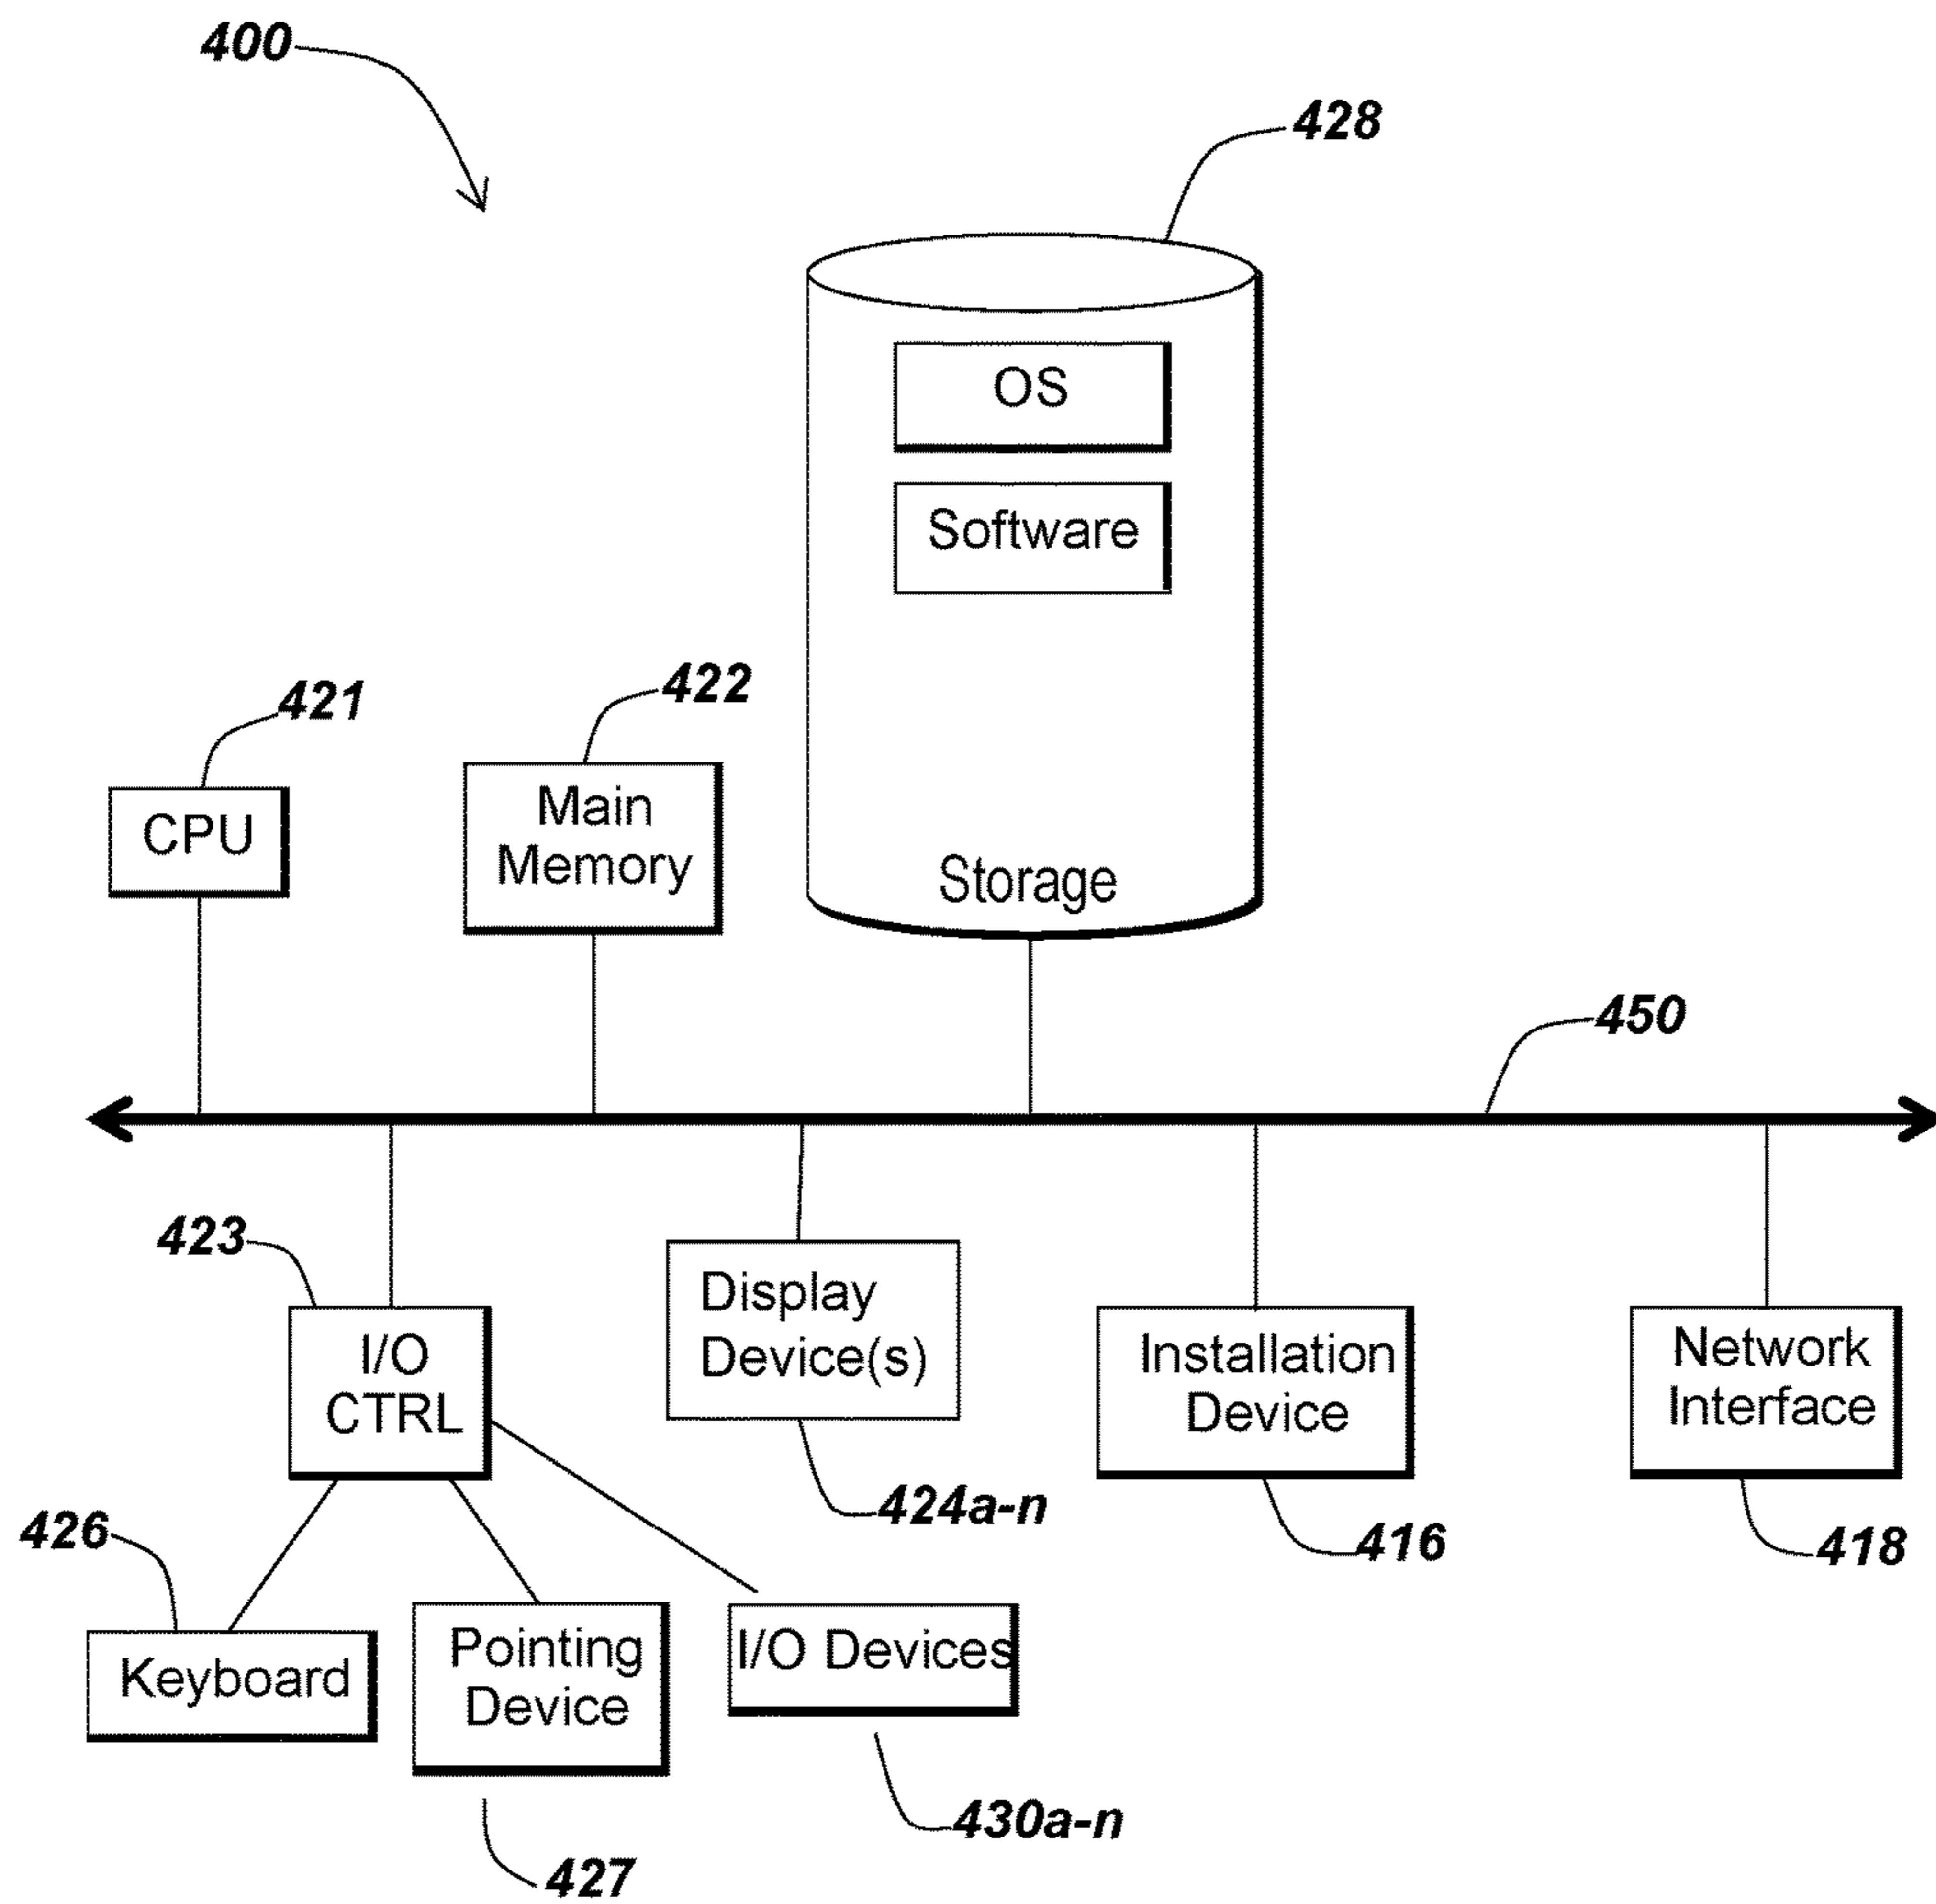 400
428
OS
Software
421
422
CPU
Main
Memory
Storage
450
423
I/O
CTRL
Display
Device(s)
Installation
Device
Network
Interface
424a-n
416
418
426
Keyboard
Pointing
Device
I/O Devices
430a-n
427